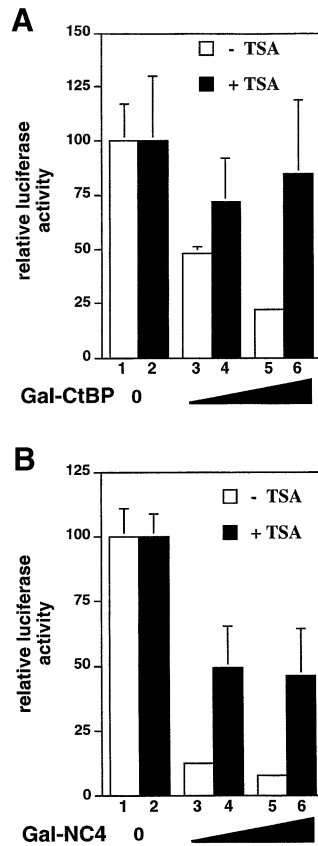 A
150
125
100
75
50
25
0
relative luciferase
activity
- TSA
+ TSA
1 2 3 4 5 6
Gal-CtBP 0
B
125
100
75
50
25
0
relative luciferase
activity
- TSA
+ TSA
1 2 3 4 5 6
Gal-NC4 0